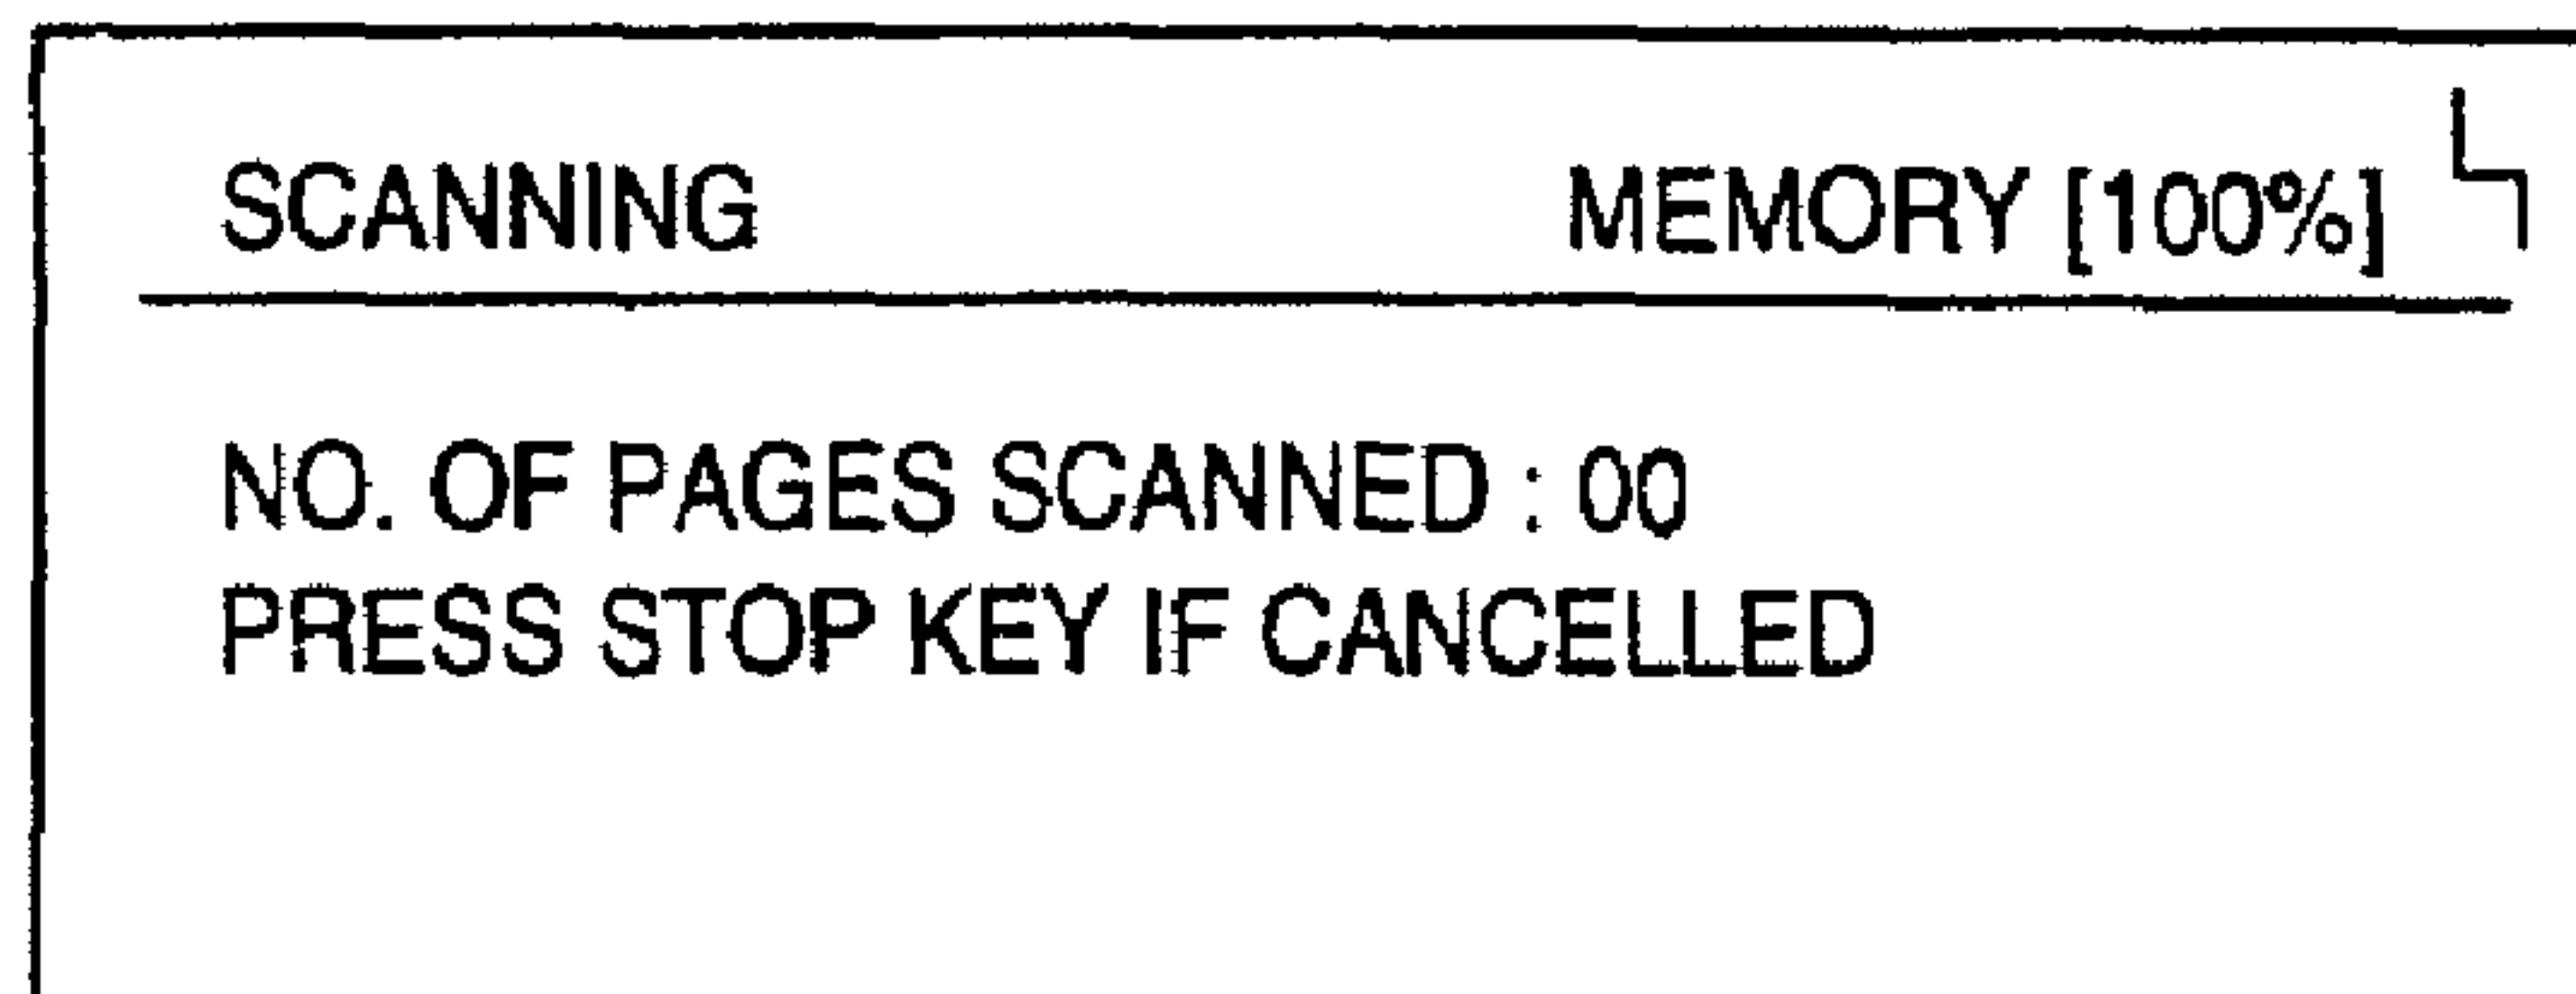 SCANNING MEMORY [100%]
NO. OF PAGES SCANNED : 00
PRESS STOP KEY IF CANCELLED